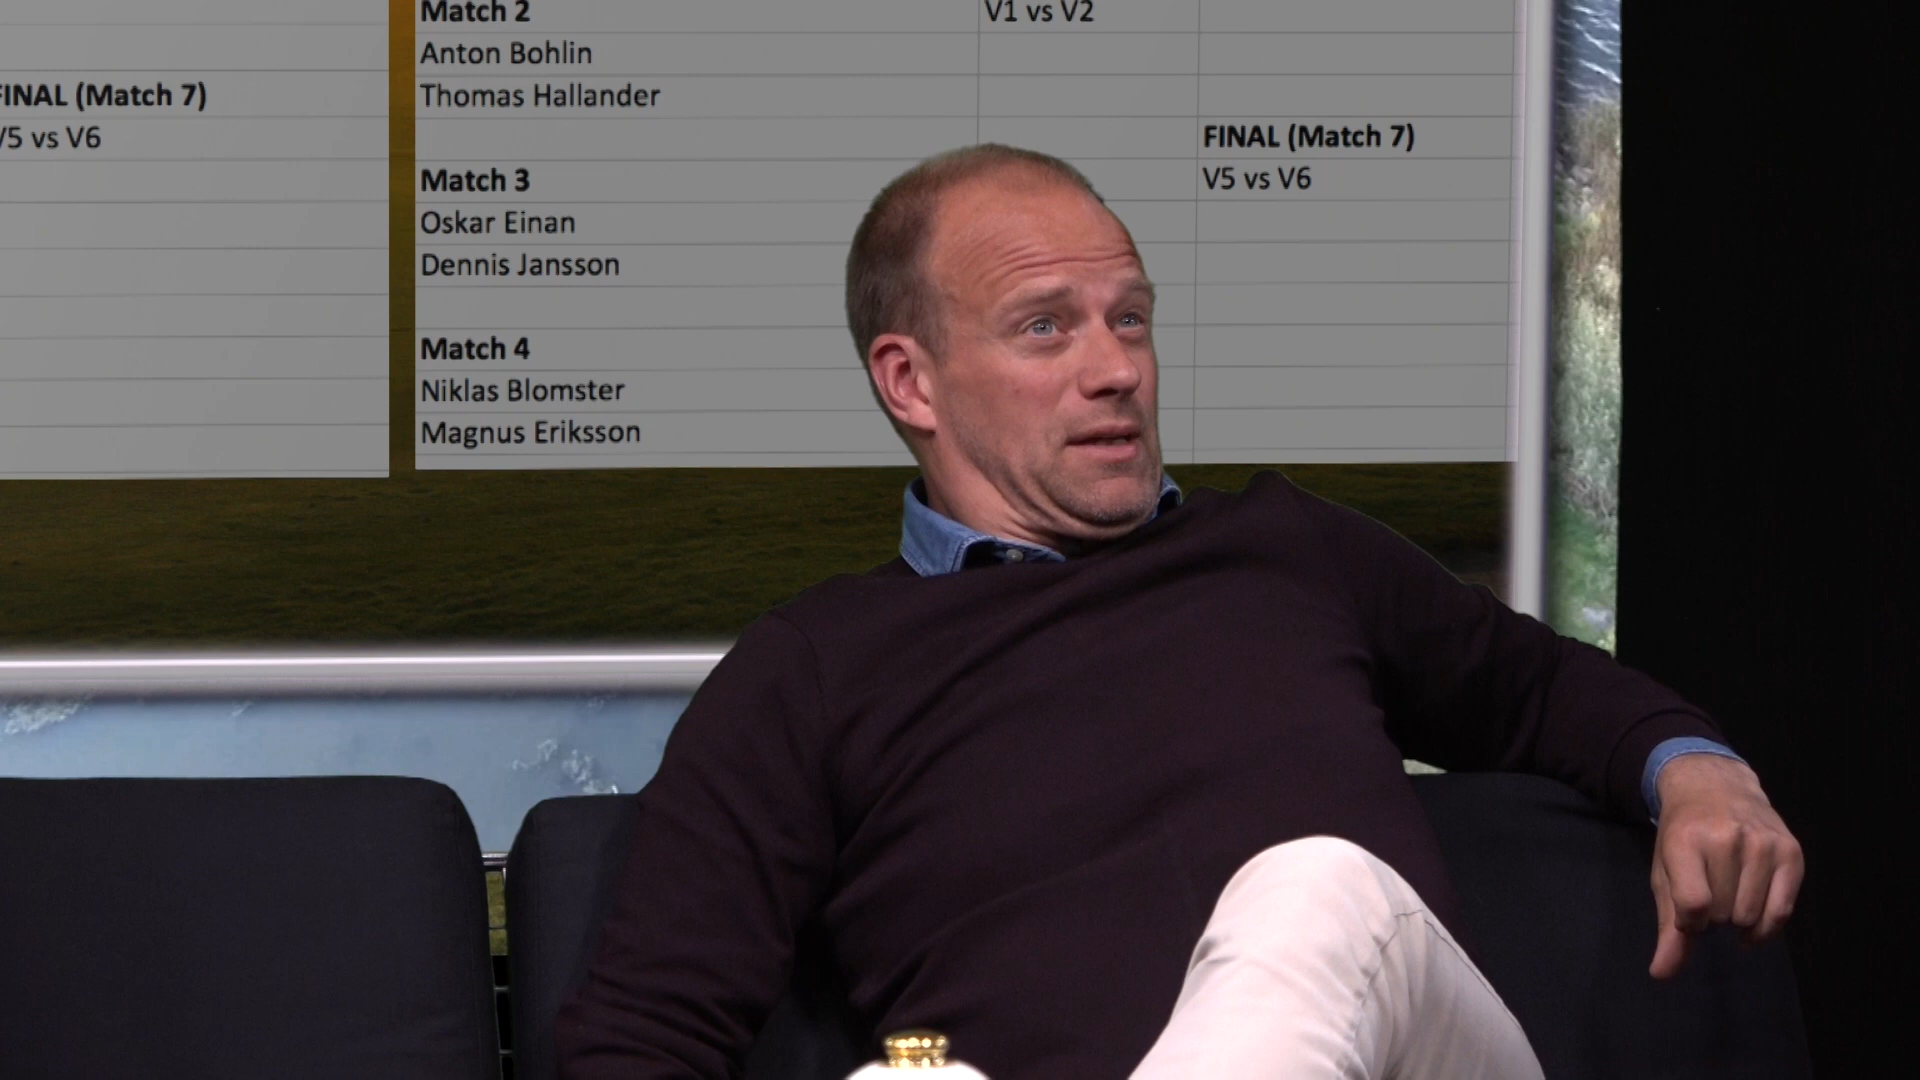 FINAL (Match 7)
V5 vs V6
Match 2
V1 vs V2
Anton Bohlin
Thomas Hallander
FINAL (Match 7)
V5 vs V6
Match 3
Oskar Einan
Dennis Jansson
Match 4
Niklas Blomster
Magnus Eriksson